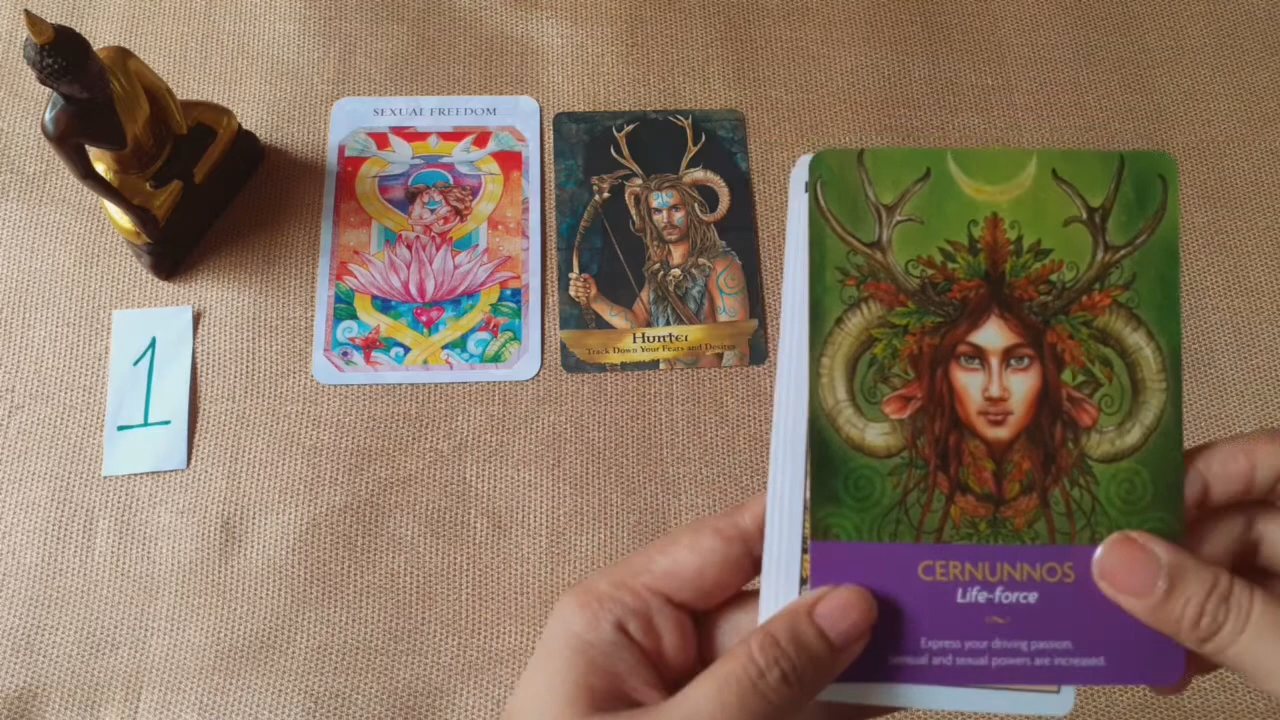 SEXUAL FREEDOM
1
Hunter
Track Down Your Fears and Desires
CERNUNNOS
Life-force
Express your driving passion.
sensual and sexual powers are increased.